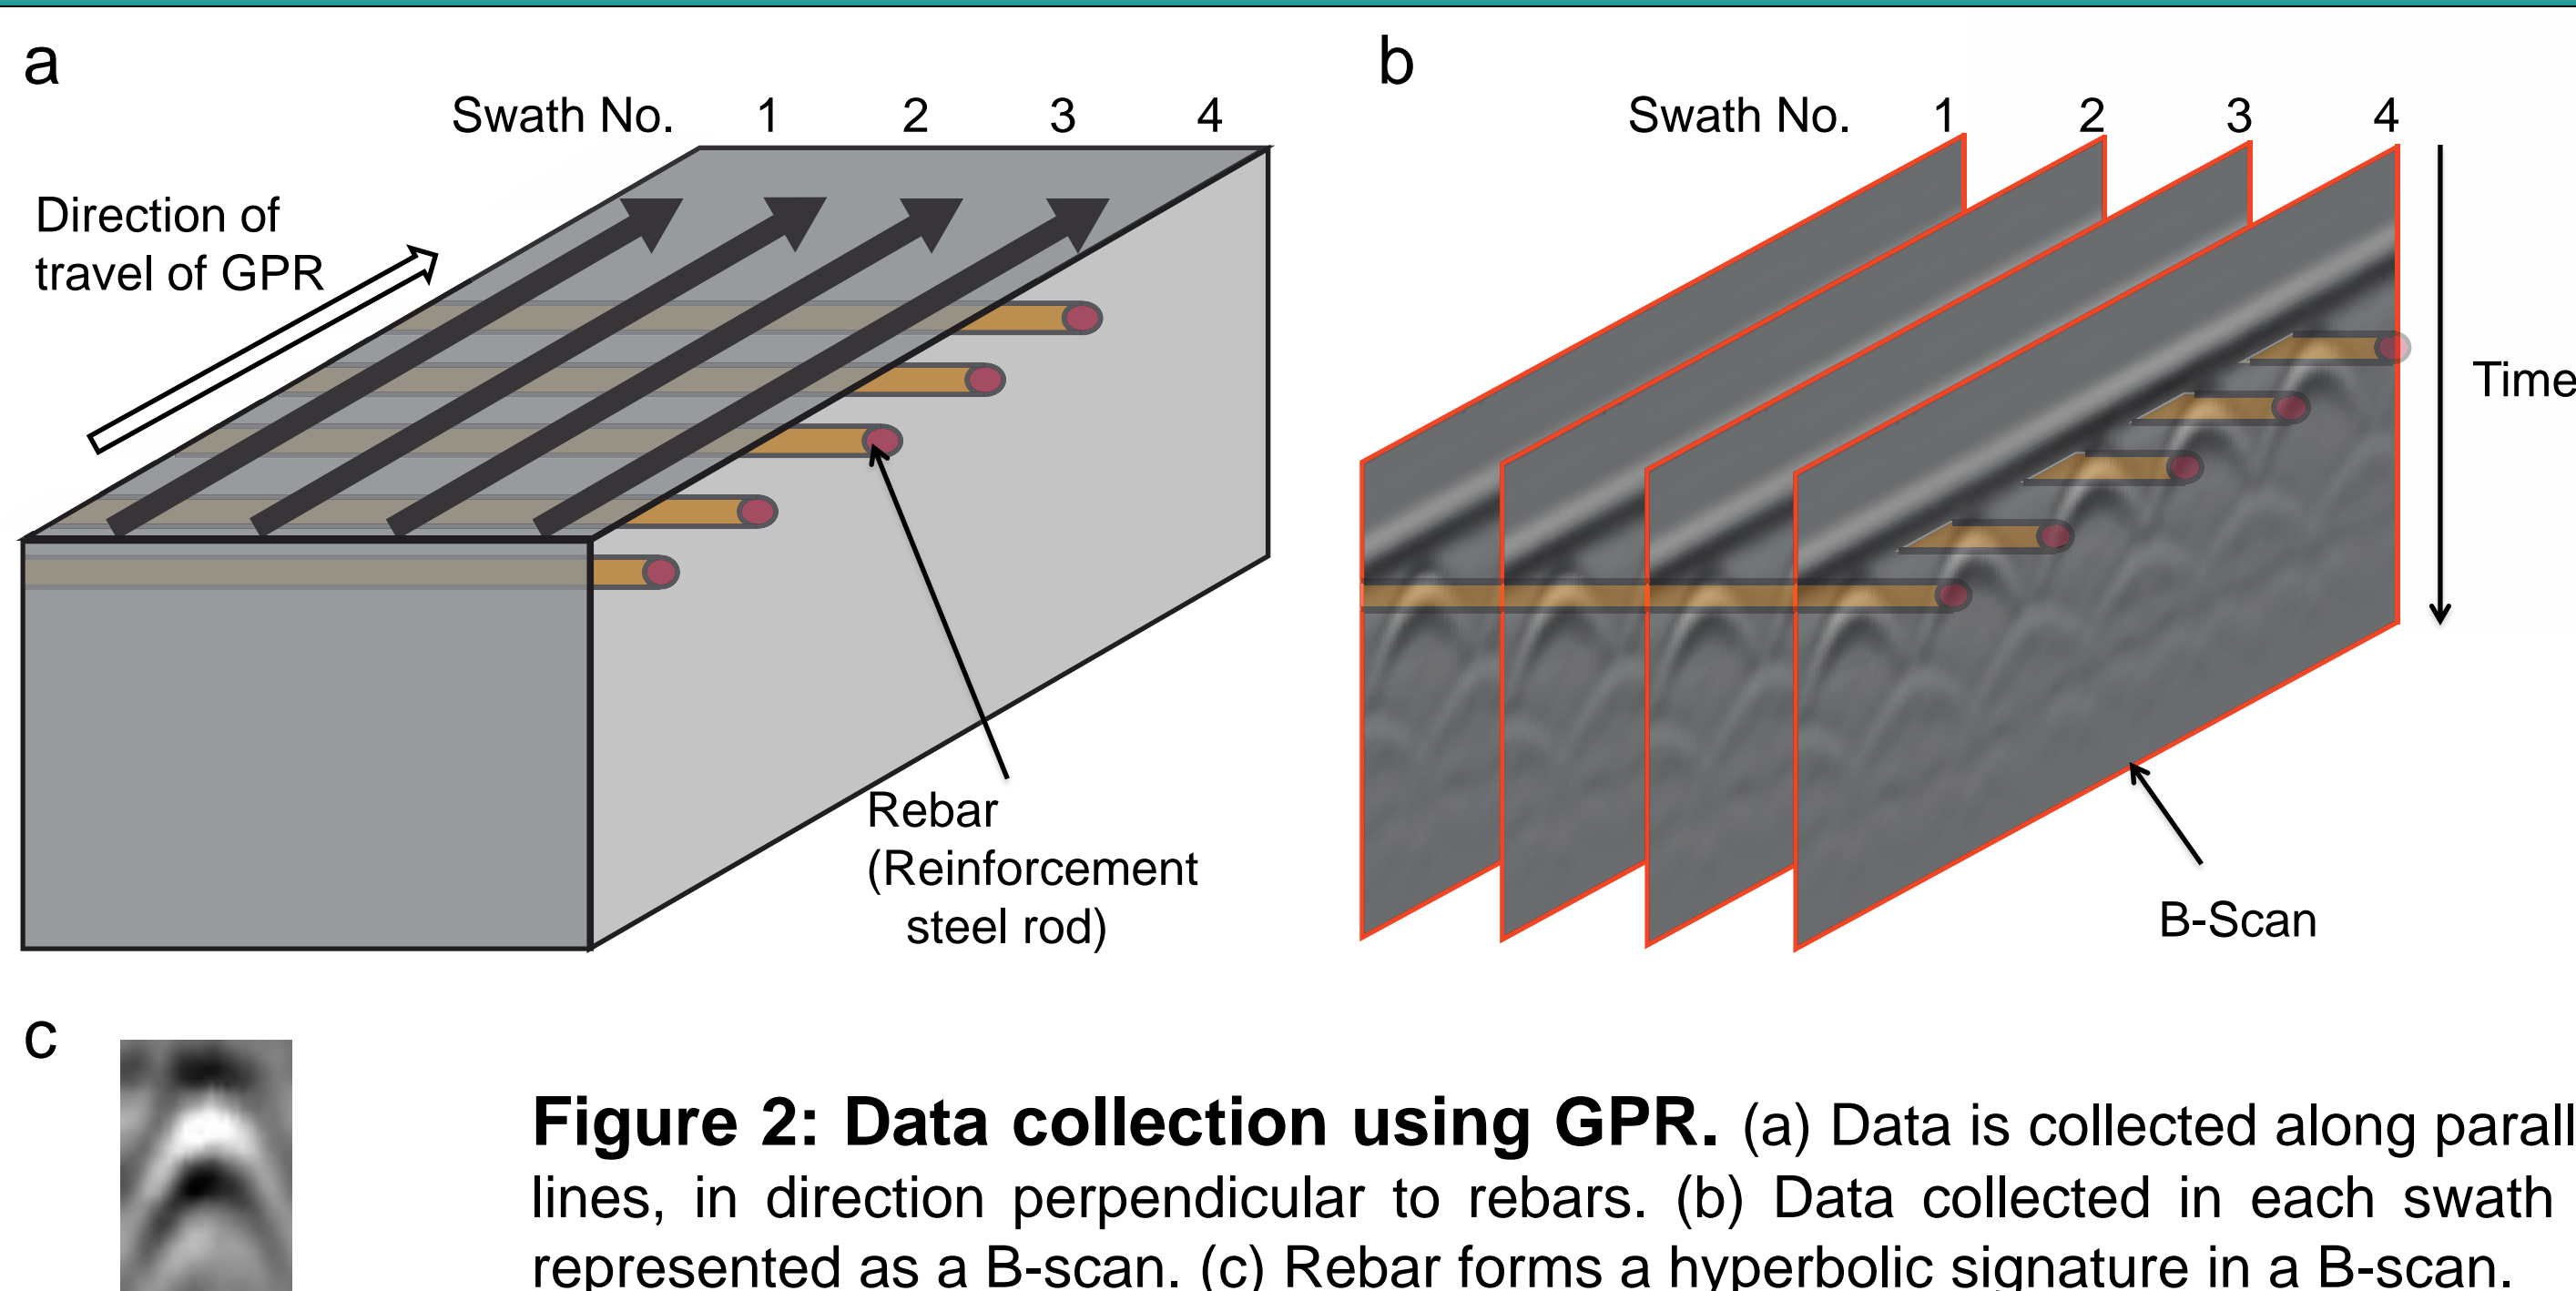 a
Swath No. 1 2 3 4
Direction of
travel of GPR
Rebar
(Reinforcement
steel rod)
b
Swath No. 1 2 3 4
Time
B-Scan
c
Figure 2: Data collection using GPR. (a) Data is collected along parall
lines, in direction perpendicular to rebars. (b) Data collected in each swath
represented as a B-scan. (c) Rebar forms a hyperbolic signature in a B-scan.